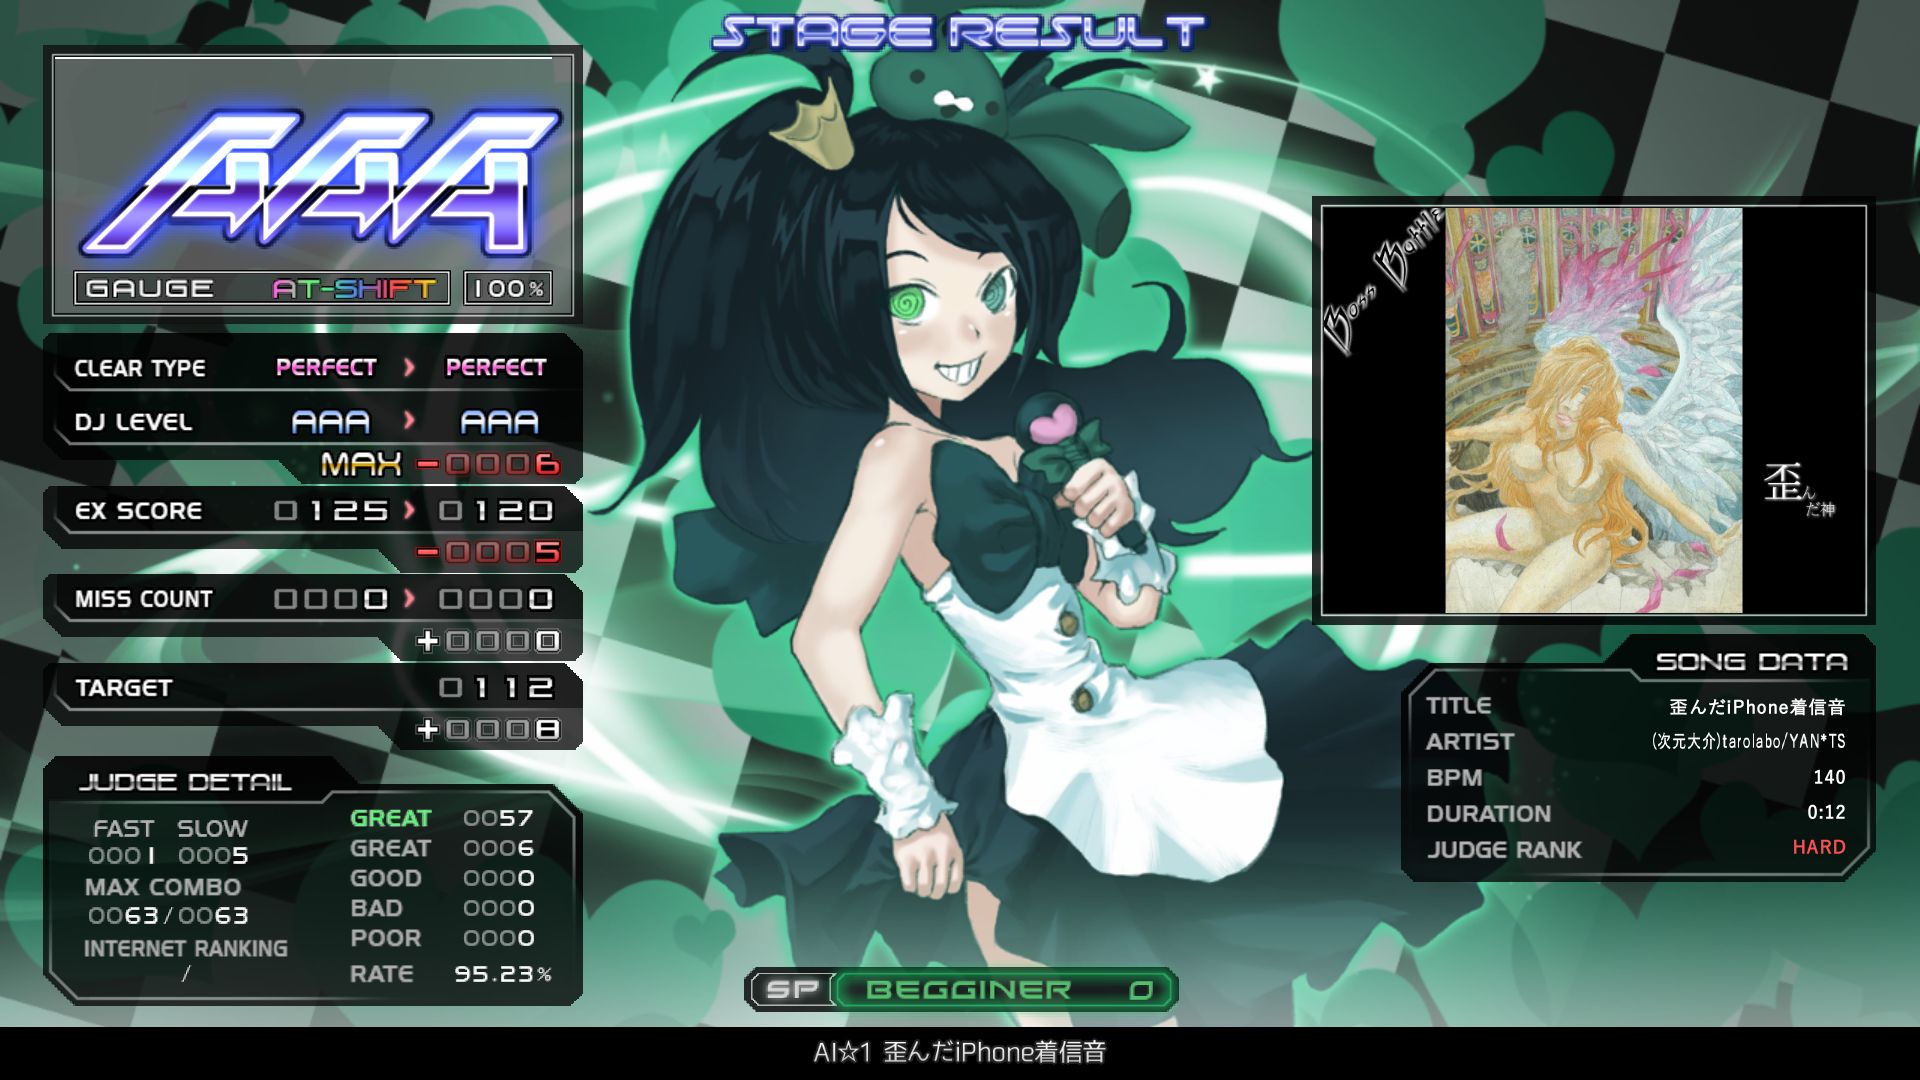 STAGE RESULT
AAA
GAUGE AT-SHIFT 100%
CLEAR TYPE PERFECT > PERFECT
DJ LEVEL AAA > AAA
MAX -0006
EX SCORE 0125 > 0120
-0005
MISS COUNT 0000 > 0000
+0000
TARGET 0112
+0008
JUDGE DETAIL
FAST SLOW
0001 0005
MAX COMBO
0063/0063
INTERNET RANKING
/
GREAT 0057
GREAT 0006
GOOD 0000
BAD 0000
POOR 0000
RATE 95.23%
Boss Battle
歪んだ神
SONG DATA
TITLE 歪んだiPhone着信音
ARTIST (次元大介)tarolabo/YAN*TS
BPM 140
DURATION 0:12
JUDGE RANK HARD
SP BEGGINER 0
AI☆1 歪んだiPhone着信音